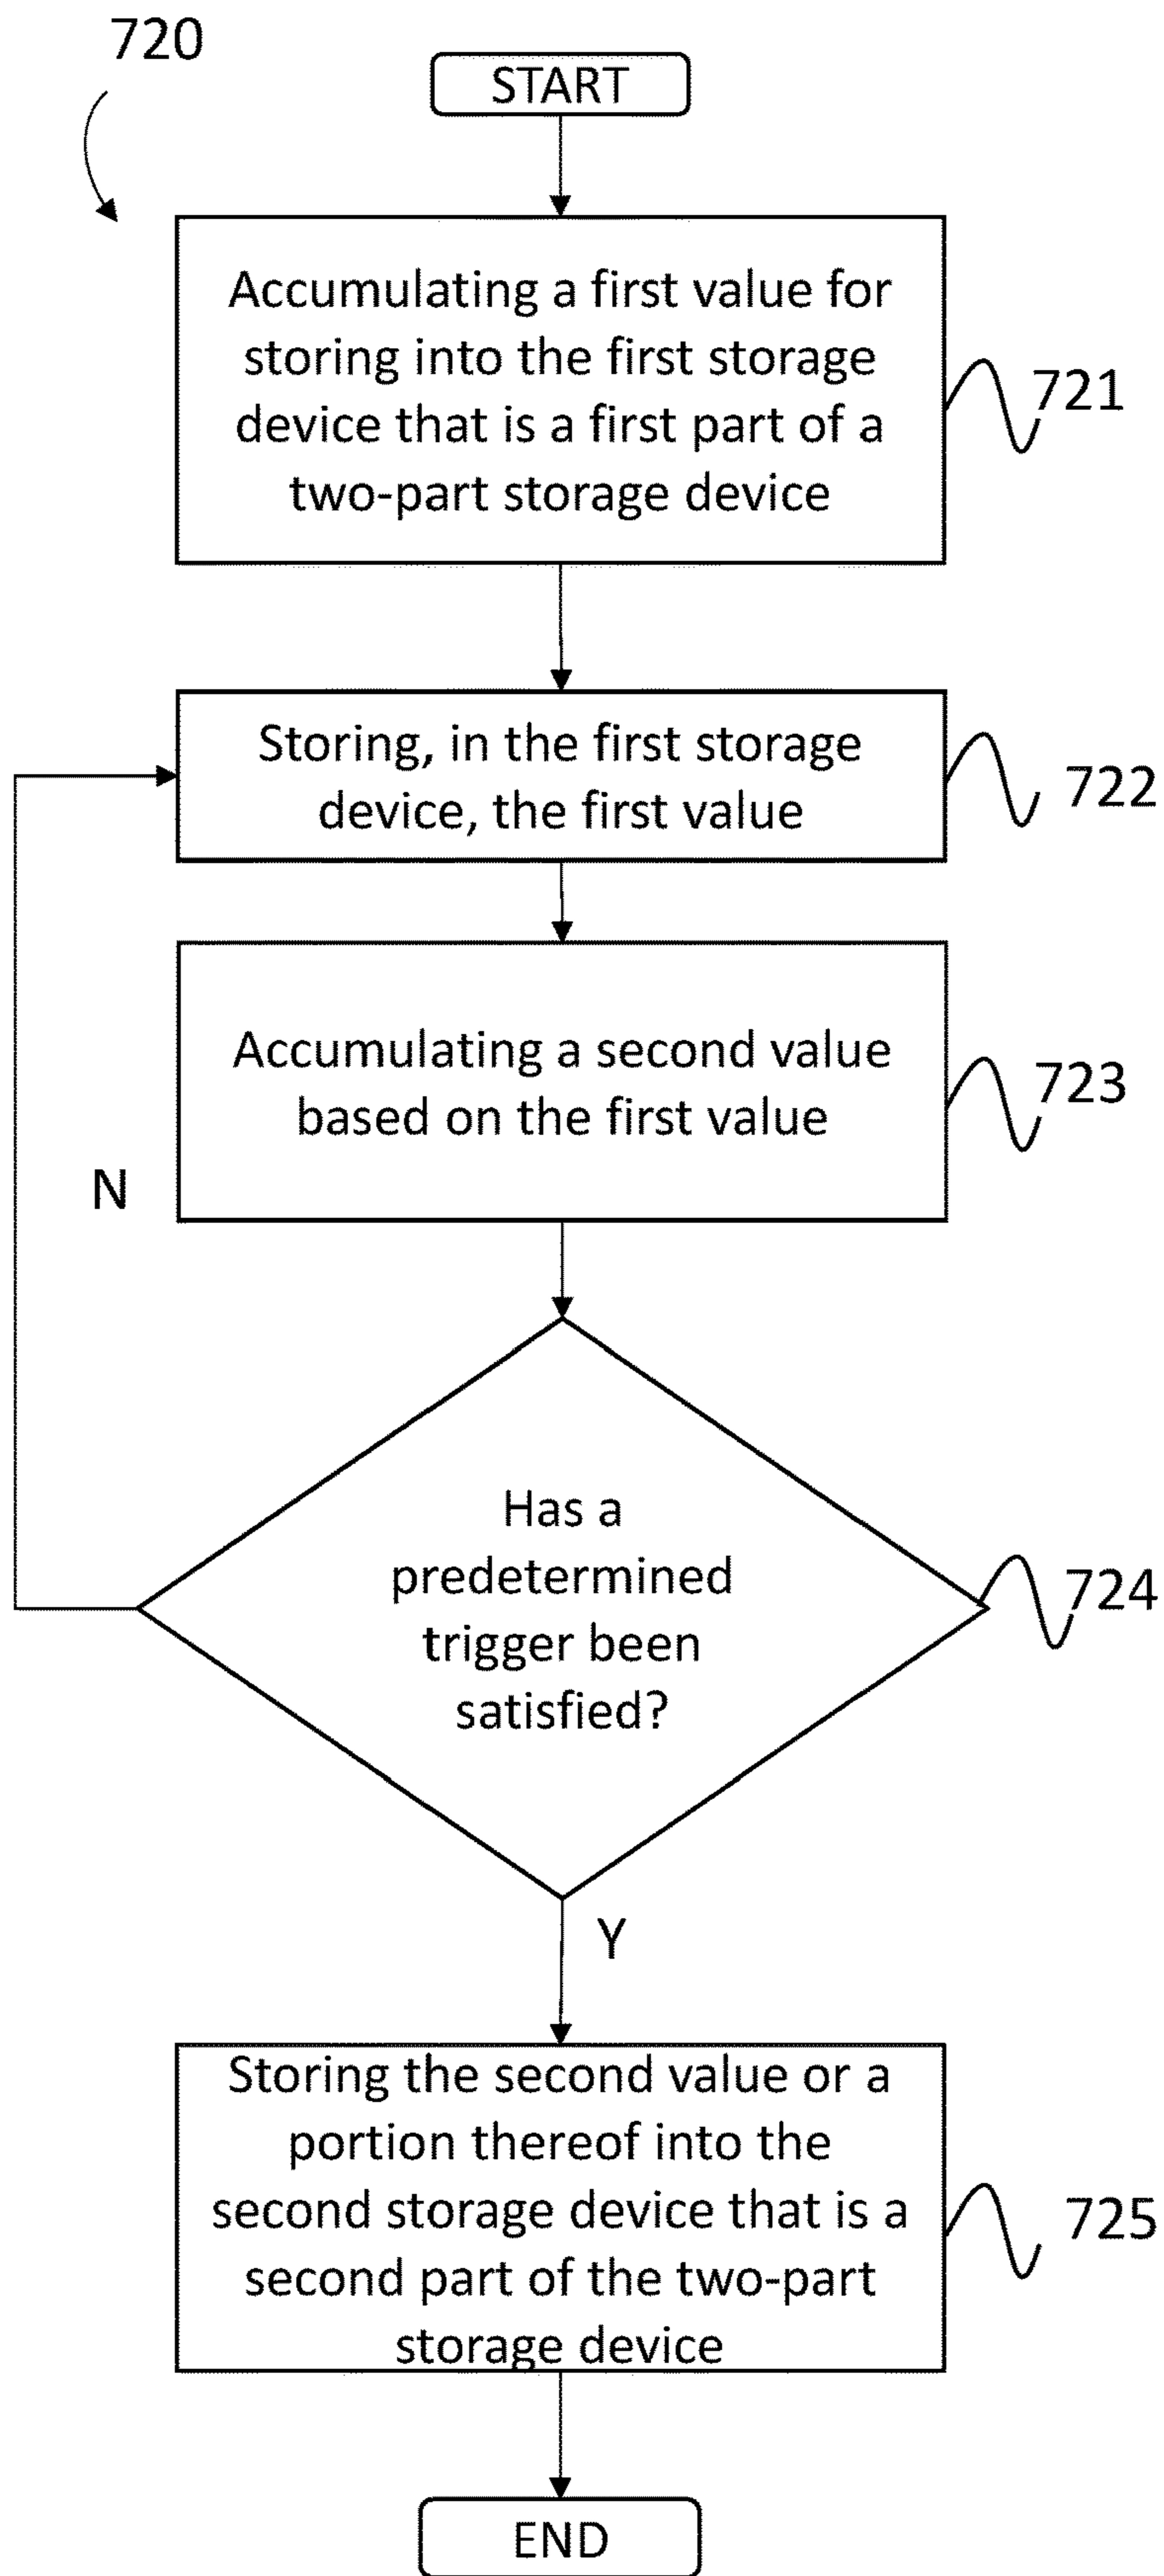 720
START
Accumulating a first value for
storing into the first storage
device that is a first part of a
two-part storage device
721
Storing, in the first storage
device, the first value
722
Accumulating a second value
based on the first value
723
N
Has a
predetermined
trigger been
satisfied?
724
Y
Storing the second value or a
portion thereof into the
second storage device that is a
second part of the two-part
storage device
725
END